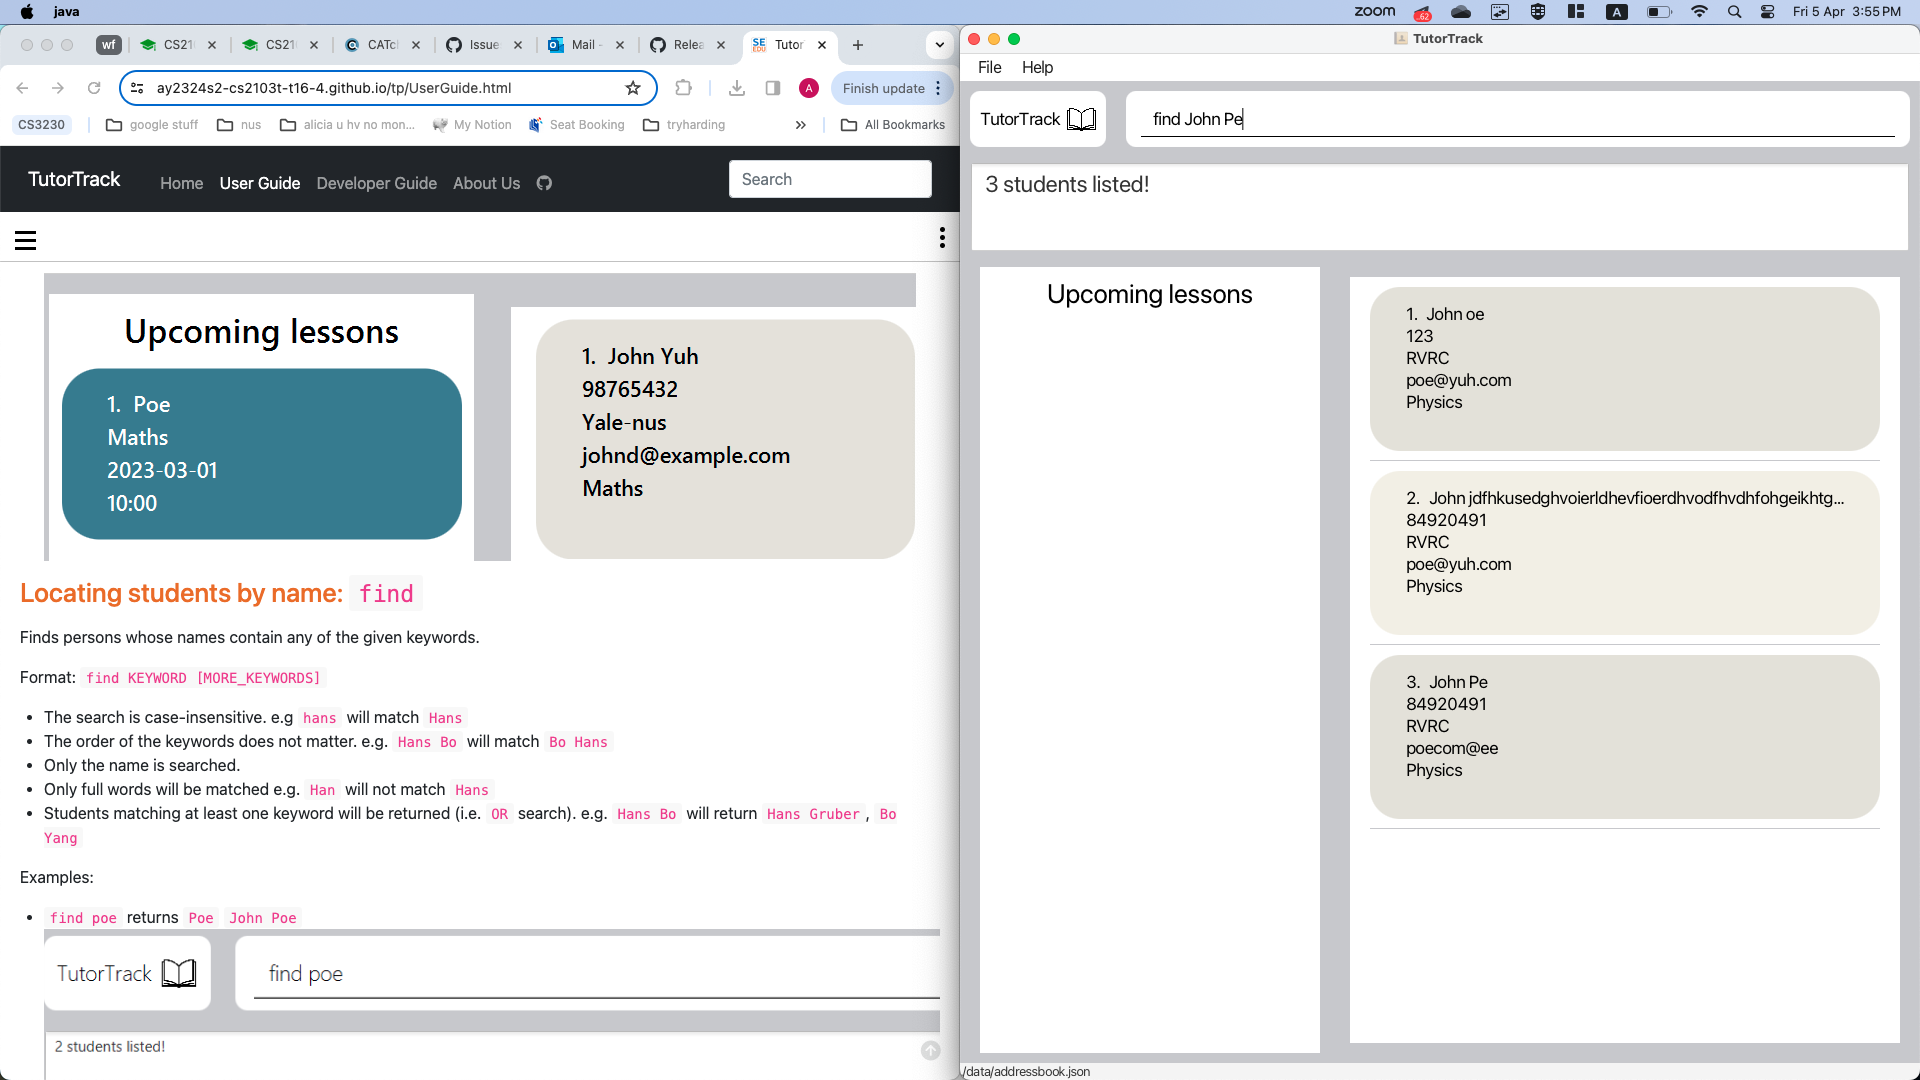 java
zoom
.62
A
Fri 5 Apr 3:55 PM
wf
CS21
CS21
CATcl
Issue
Mail -
Relea
Tutor
ay2324s2-cs2103t-t16-4.github.io/tp/UserGuide.html
A
Finish update
CS3230
google stuff
nus
alicia u hv no mon...
My Notion
Seat Booking
tryharding
All Bookmarks
TutorTrack
Home
User Guide
Developer Guide
About Us
Search
Upcoming lessons
1. Poe
Maths
2023-03-01
10:00
1. John Yuh
98765432
Yale-nus
johnd@example.com
Maths
Locating students by name: find
Finds persons whose names contain any of the given keywords.
Format: find KEYWORD [MORE_KEYWORDS]
The search is case-insensitive. e.g hans will match Hans
The order of the keywords does not matter. e.g. Hans Bo will match Bo Hans
Only the name is searched.
Only full words will be matched e.g. Han will not match Hans
Students matching at least one keyword will be returned (i.e. OR search). e.g. Hans Bo will return Hans Gruber, Bo
Yang
Examples:
find poe returns Poe John Poe
TutorTrack
find poe
2 students listed!
TutorTrack
File
Help
TutorTrack
find John Pe
3 students listed!
Upcoming lessons
1. John oe
123
RVRC
poe@yuh.com
Physics
2. John jdfhkusedghvoierldhevfioerdhvodfhvdhfohgeikhtg...
84920491
RVRC
poe@yuh.com
Physics
3. John Pe
84920491
RVRC
poecom@ee
Physics
/data/addressbook.json